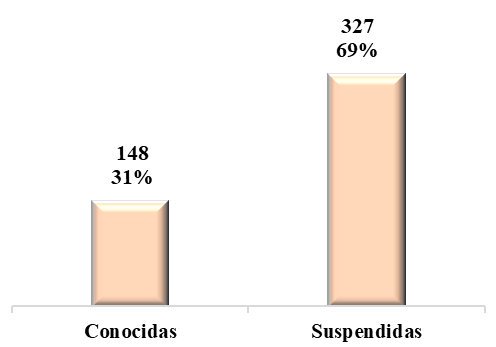 327
69%
148
31%
Conocidas
Suspendidas